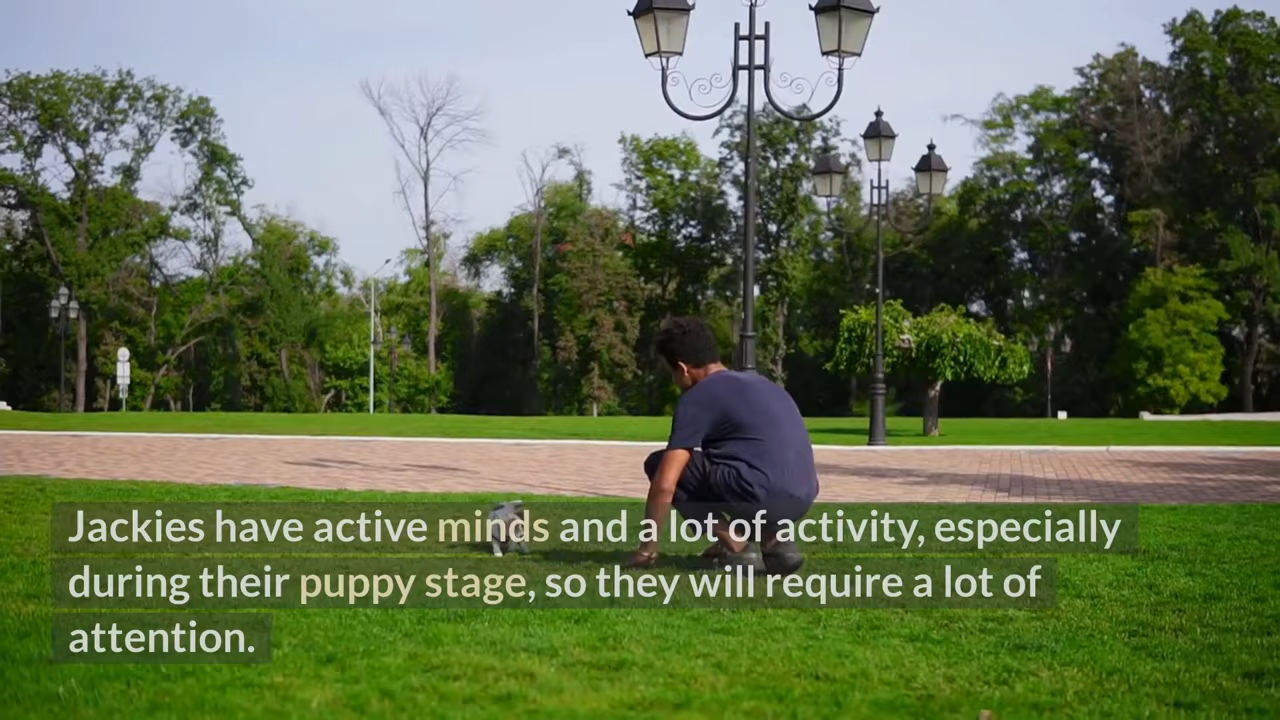 Jackies have active minds and a lot of activity, especially
during their puppy stage, so they will require a lot of
attention.